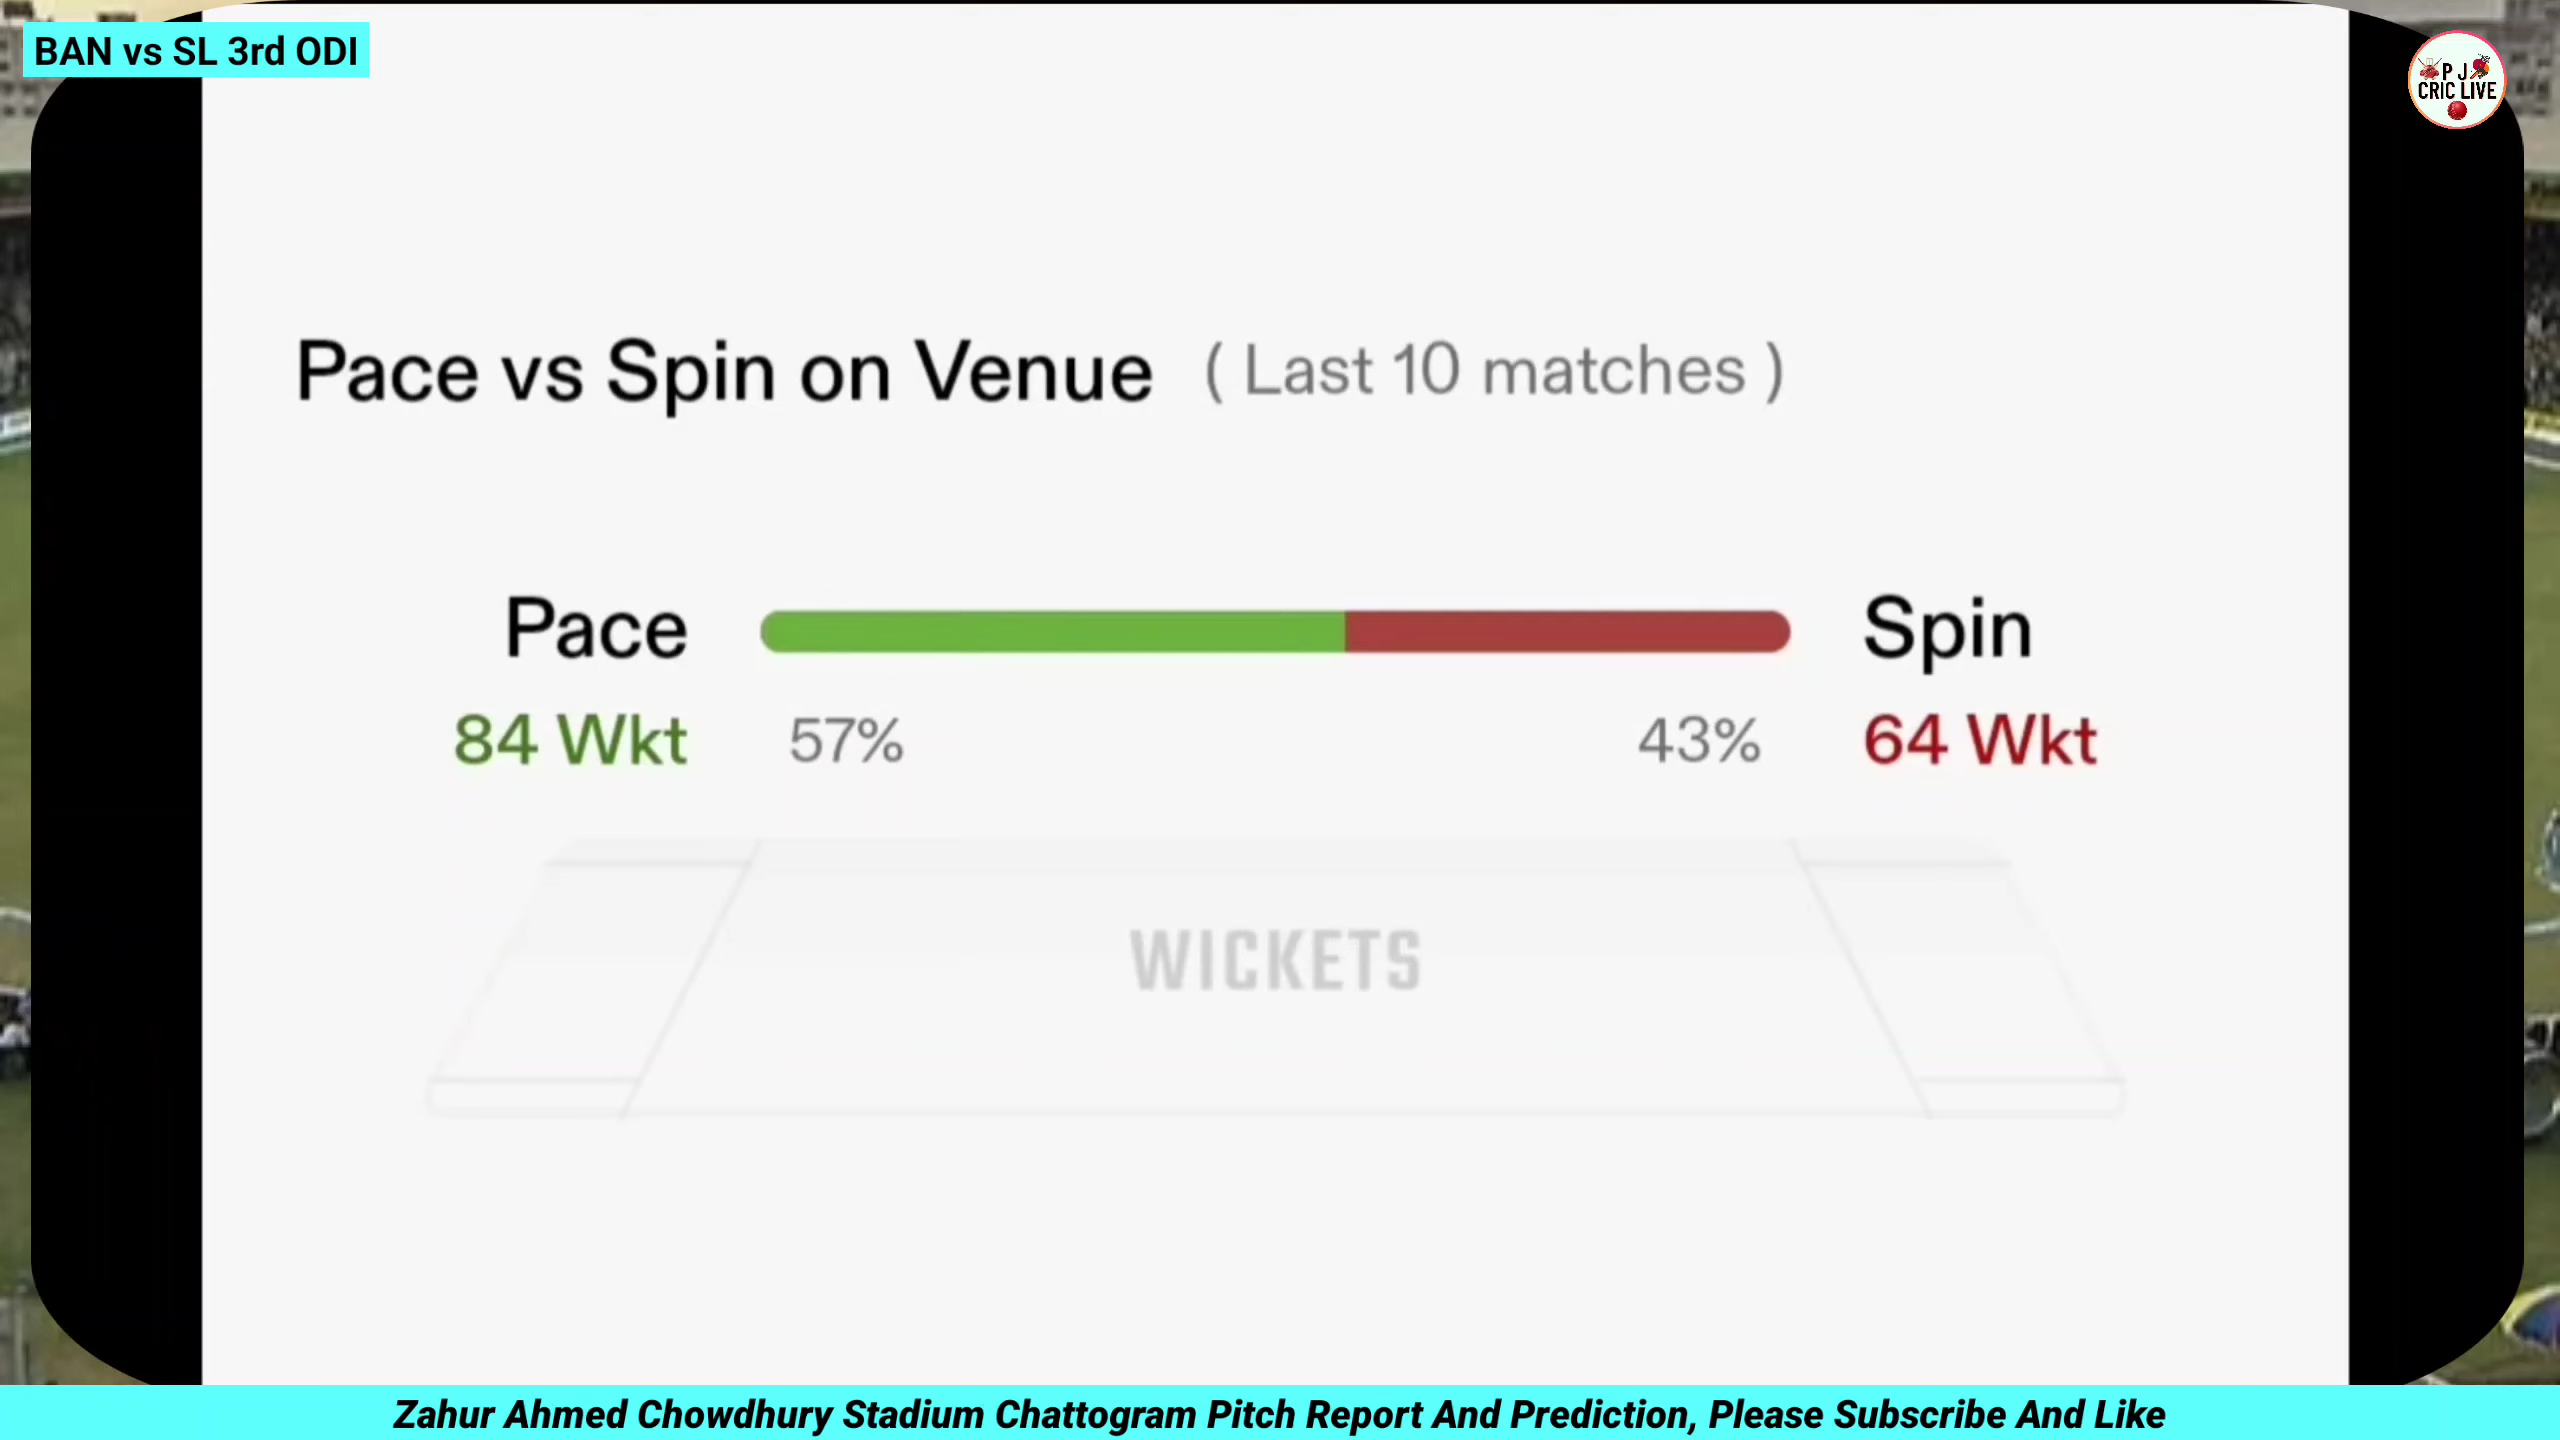 BAN vs SL 3rd ODI
P J
CRIC LIVE
Pace vs Spin on Venue ( Last 10 matches )
Pace Spin
84 Wkt 57% 43% 64 Wkt
WICKETS
Zahur Ahmed Chowdhury Stadium Chattogram Pitch Report And Prediction, Please Subscribe And Like